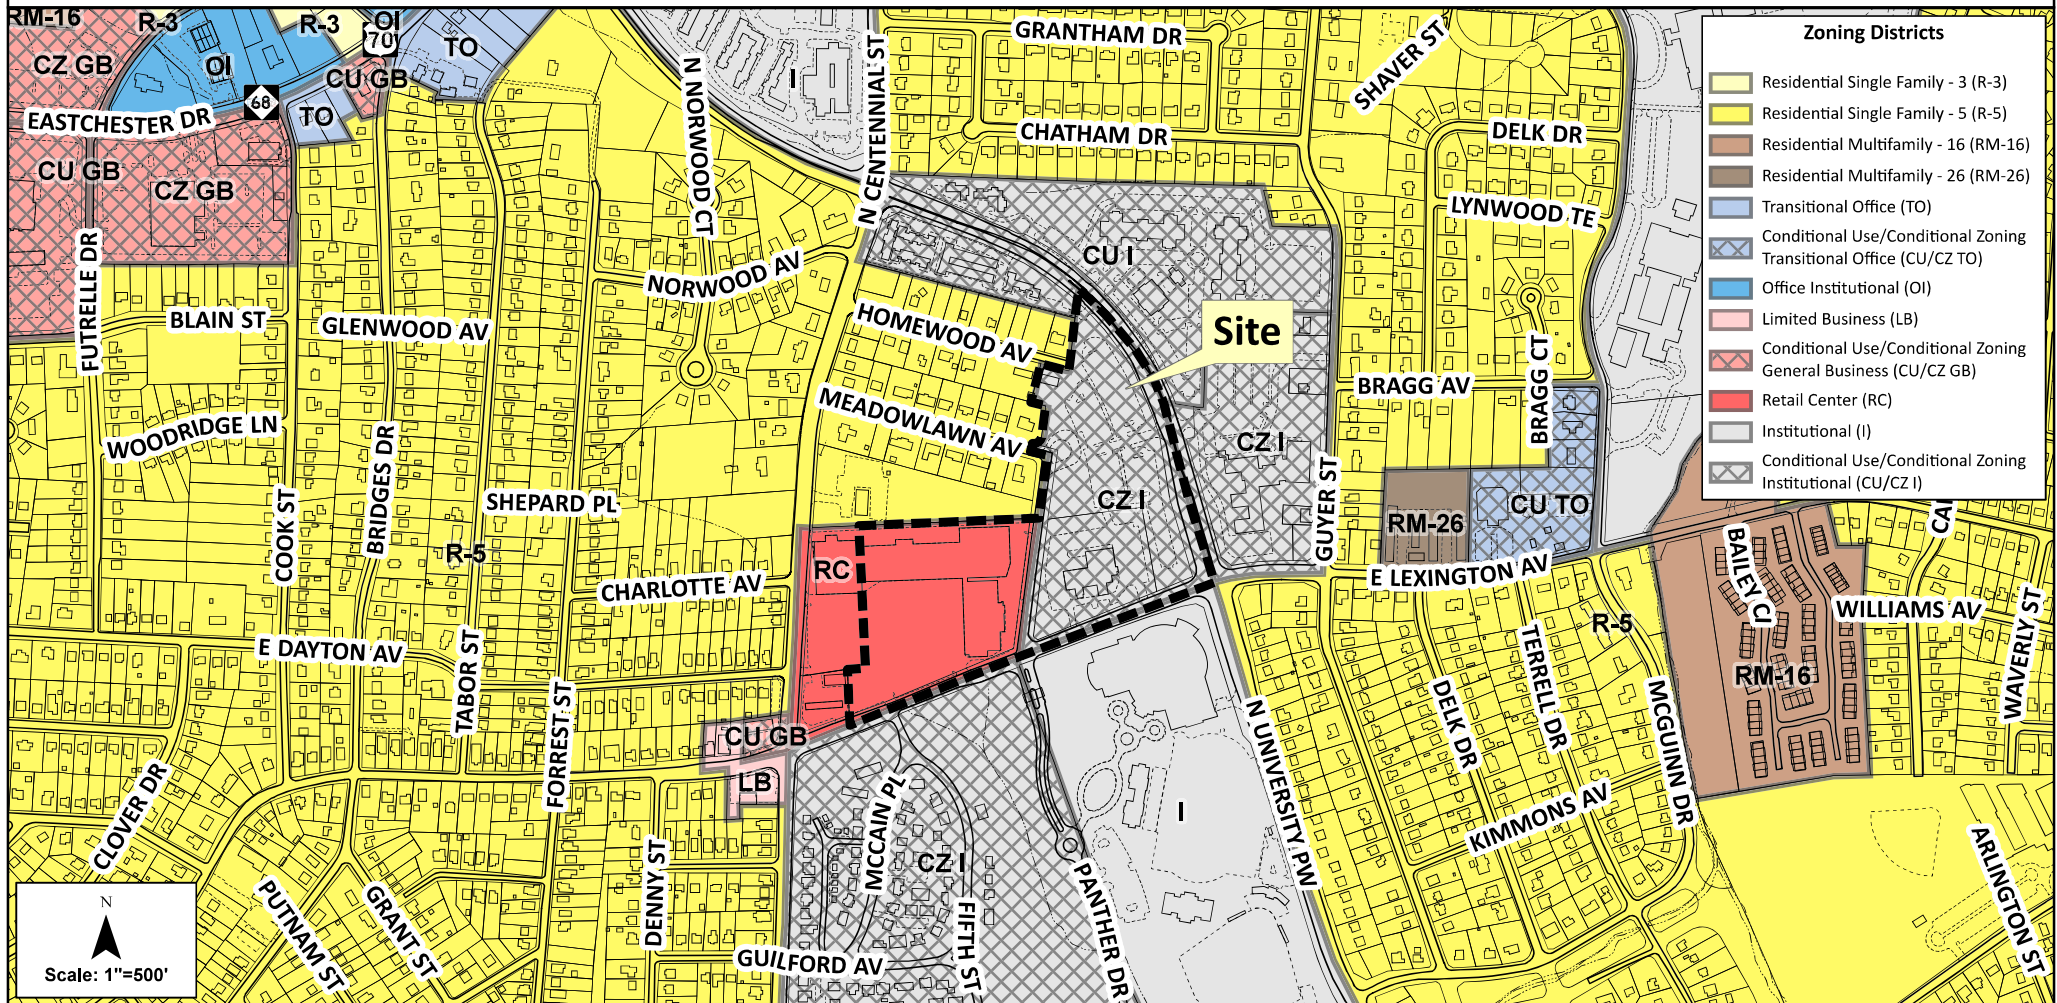 RM-16
R-3
R-3
OI
70
TO
CZ GB
OI
CU GB
I
N CENTENNIAL ST
GRANTHAM DR
SHAVER ST
68
TO
EASTCHESTER DR
N NORWOOD CT
CHATHAM DR
DELK DR
CU GB
CZ GB
LYNWOOD TE
FUTRELLE DR
NORWOOD AV
CU I
BLAIN ST
GLENWOOD AV
HOMEWOOD AV
Site
BRAGG CT
BRAGG AV
MEADOWLAWN AV
WOODRIDGE LN
BRIDGES DR
CZ I
CZ I
COOK ST
SHEPARD PL
GUYER ST
RM-26
CU TO
R-5
RC
CHARLOTTE AV
E LEXINGTON AV
BAILEY CI
WILLIAMS AV
WAVERLY ST
R-5
E DAYTON AV
TABOR ST
TERRELL DR
RM-16
FORREST ST
DELK DR
MCGUINN DR
N UNIVERSITY PW
CU GB
LB
CLOVER DR
MCCAIN PL
I
KIMMONS AV
CZ I
DENNY ST
PUTNAM ST
GRANT ST
FIFTH ST
PANTHER DR
GUILFORD AV
ARLINGTON ST
Zoning Districts
Residential Single Family - 3 (R-3)
Residential Single Family - 5 (R-5)
Residential Multifamily - 16 (RM-16)
Residential Multifamily - 26 (RM-26)
Transitional Office (TO)
Conditional Use/Conditional Zoning
Transitional Office (CU/CZ TO)
Office Institutional (OI)
Limited Business (LB)
Conditional Use/Conditional Zoning
General Business (CU/CZ GB)
Retail Center (RC)
Institutional (I)
Conditional Use/Conditional Zoning
Institutional (CU/CZ I)
N
Scale: 1"=500'